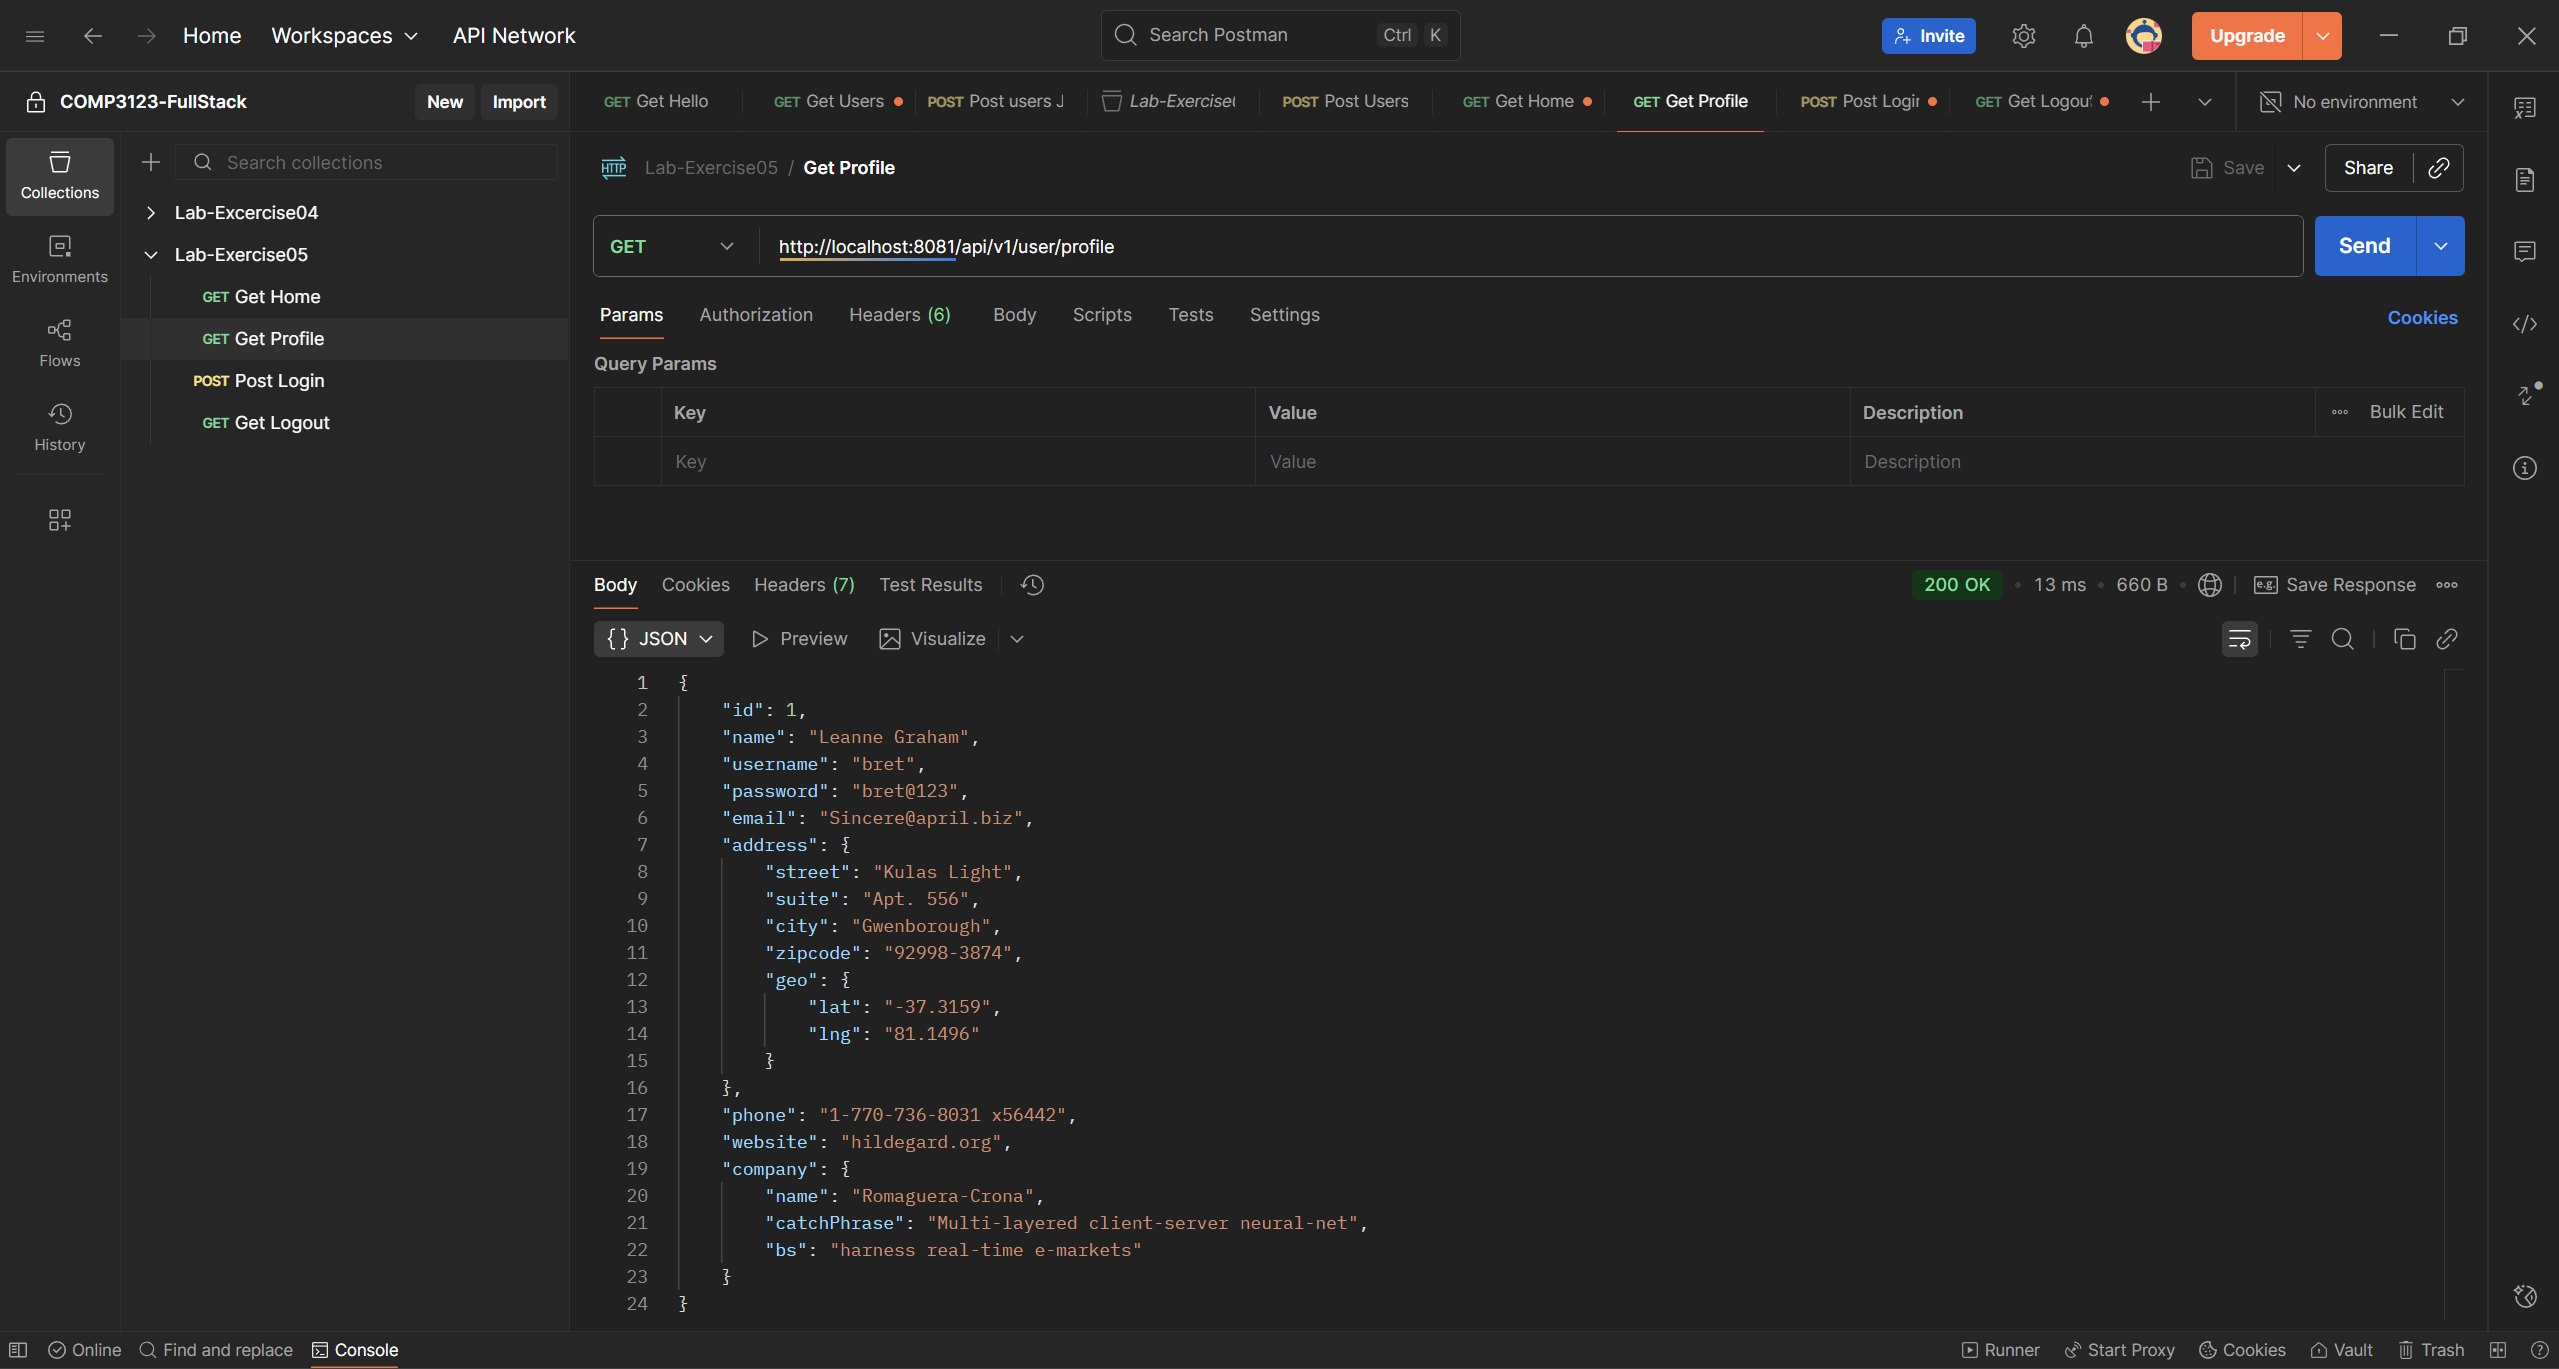 Home Workspaces API Network Search Postman Ctrl K Invite Upgrade
COMP3123-FullStack New Import GET Get Hello GET Get Users POST Post users J Lab-Exercise( POST Post Users GET Get Home GET Get Profile POST Post Login GET Get Logout No environment
Collections
Environments
Flows
History
Search collections
Lab-Excercise04
Lab-Exercise05
GET Get Home
GET Get Profile
POST Post Login
GET Get Logout
HTTP Lab-Exercise05 / Get Profile Save Share
GET http://localhost:8081/api/v1/user/profile Send
Params Authorization Headers (6) Body Scripts Tests Settings Cookies
Query Params
Key Value Description Bulk Edit
Key Value Description
Body Cookies Headers (7) Test Results 200 OK 13 ms 660 B e.g. Save Response
{} JSON Preview Visualize
1 {
2 "id": 1,
3 "name": "Leanne Graham",
4 "username": "bret",
5 "password": "bret@123",
6 "email": "Sincere@april.biz",
7 "address": {
8 "street": "Kulas Light",
9 "suite": "Apt. 556",
10 "city": "Gwenborough",
11 "zipcode": "92998-3874",
12 "geo": {
13 "lat": "-37.3159",
14 "lng": "81.1496"
15 }
16 },
17 "phone": "1-770-736-8031 x56442",
18 "website": "hildegard.org",
19 "company": {
20 "name": "Romaguera-Crona",
21 "catchPhrase": "Multi-layered client-server neural-net",
22 "bs": "harness real-time e-markets"
23 }
24 }
Online Find and replace Console Runner Start Proxy Cookies Vault Trash